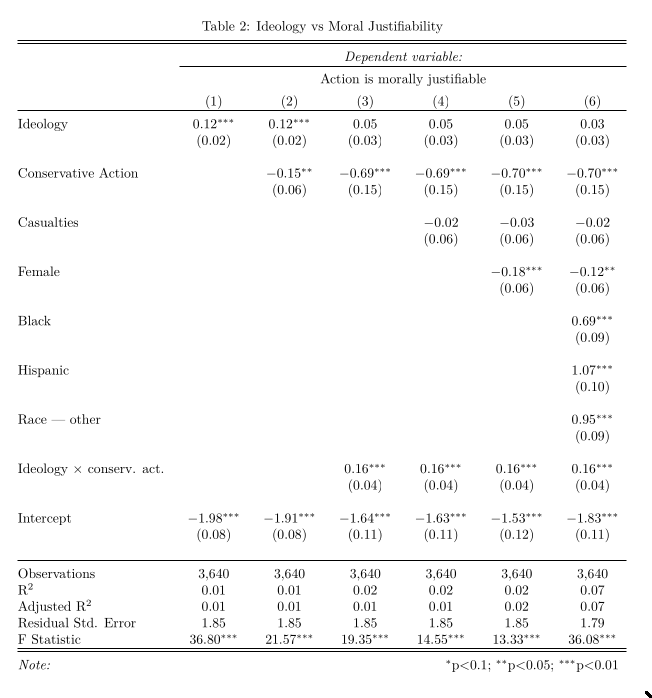 Table 2: Ideology vs Moral Justifiability
Dependent variable:
Action is morally justifiable
(1) (2) (3) (4) (5) (6)
Ideology 0.12*** 0.12*** 0.05 0.05 0.05 0.03
(0.02) (0.02) (0.03) (0.03) (0.03) (0.03)
Conservative Action −0.15** −0.69*** −0.69*** −0.70*** −0.70***
(0.06) (0.15) (0.15) (0.15) (0.15)
Casualties −0.02 −0.03 −0.02
(0.06) (0.06) (0.06)
Female −0.18*** −0.12**
(0.06) (0.06)
Black 0.69***
(0.09)
Hispanic 1.07***
(0.10)
Race — other 0.95***
(0.09)
Ideology × conserv. act. 0.16*** 0.16*** 0.16*** 0.16***
(0.04) (0.04) (0.04) (0.04)
Intercept −1.98*** −1.91*** −1.64*** −1.63*** −1.53*** −1.83***
(0.08) (0.08) (0.11) (0.11) (0.12) (0.11)
Observations 3,640 3,640 3,640 3,640 3,640 3,640
R² 0.01 0.01 0.02 0.02 0.02 0.07
Adjusted R² 0.01 0.01 0.01 0.01 0.02 0.07
Residual Std. Error 1.85 1.85 1.85 1.85 1.85 1.79
F Statistic 36.80*** 21.57*** 19.35*** 14.55*** 13.33*** 36.08***
Note: *p<0.1; **p<0.05; ***p<0.01